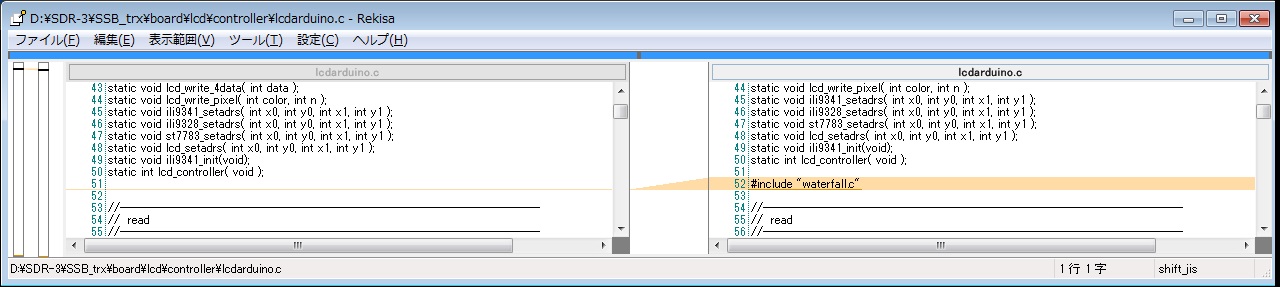 D:¥SDR-3¥SSB_trx¥board¥lcd¥controller¥lcdarduino.c - Rekisa
ファイル(F) 編集(E) 表示範囲(V) ツール(T) 設定(C) ヘルプ(H)
lcdarduino.c
43 static void lcd_write_4data( int data );
44 static void lcd_write_pixel( int color, int n );
45 static void ili9341_setadrs( int x0, int y0, int x1, int y1 );
46 static void ili9328_setadrs( int x0, int y0, int x1, int y1 );
47 static void st7783_setadrs( int x0, int y0, int x1, int y1 );
48 static void lcd_setadrs( int x0, int y0, int x1, int y1 );
49 static void ili9341_init(void);
50 static int lcd_controller( void );
51
52
53 //
54 // read
55 //
lcdarduino.c
44 static void lcd_write_pixel( int color, int n );
45 static void ili9341_setadrs( int x0, int y0, int x1, int y1 );
46 static void ili9328_setadrs( int x0, int y0, int x1, int y1 );
47 static void st7783_setadrs( int x0, int y0, int x1, int y1 );
48 static void lcd_setadrs( int x0, int y0, int x1, int y1 );
49 static void ili9341_init(void);
50 static int lcd_controller( void );
51
52 #include "waterfall.c"
53
54 //
55 // read
56 //
D:¥SDR-3¥SSB_trx¥board¥lcd¥controller¥lcdarduino.c 1 行 1 字 shift_jis